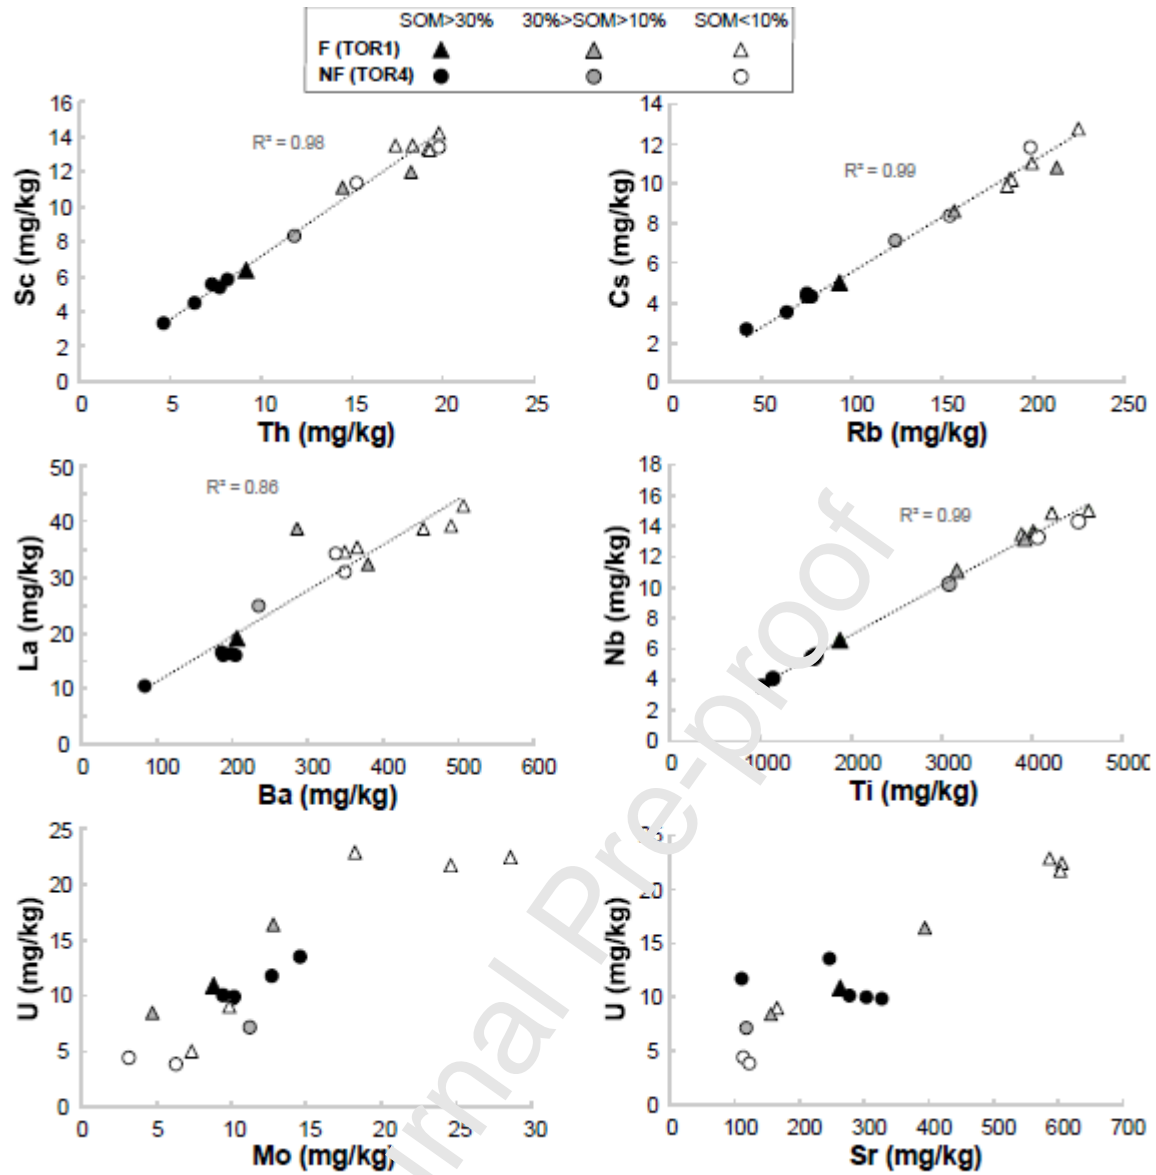 SOM>30% 30%>SOM>10% SOM<10%
F (TOR1)
NF (TOR4)
16
14
12
10
8
6
4
2
0
Sc (mg/kg)
R² = 0.98
0 5 10 15 20 25
Th (mg/kg)
14
12
10
8
6
4
2
0
Cs (mg/kg)
R² = 0.99
0 50 100 150 200 250
Rb (mg/kg)
50
40
30
20
10
0
La (mg/kg)
R² = 0.86
0 100 200 300 400 500 600
Ba (mg/kg)
18
16
14
12
10
8
6
4
2
0
Nb (mg/kg)
R² = 0.99
0 1000 3000 4000 5000
Ti (mg/kg)
25
20
15
10
5
0
U (mg/kg)
0 5 10 15 20 25 30
Mo (mg/kg)
20
15
10
5
0
U (mg/kg)
0 100 200 300 400 500 600 700
Sr (mg/kg)
rnal Pre-proof